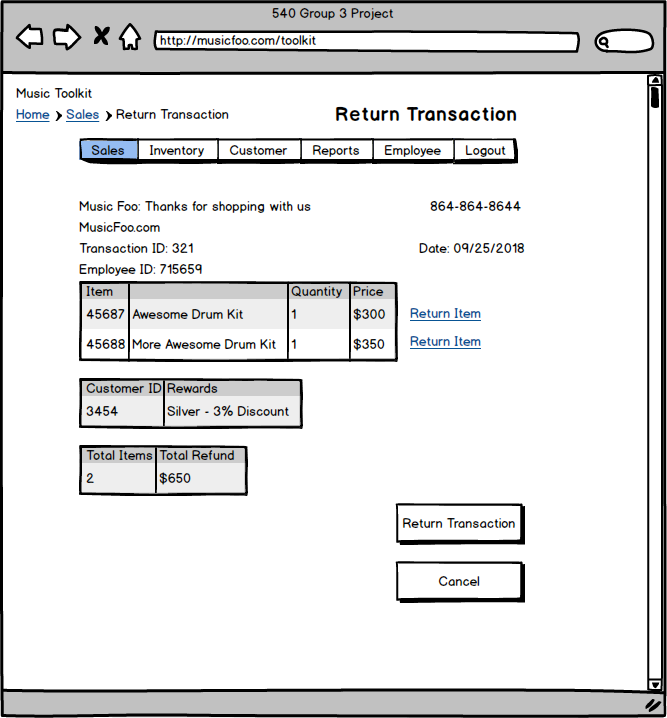 540 Group 3 Project
http://musicfoo.com/toolkit
Music Toolkit
Home Sales Return Transaction
Return Transaction
Sales Inventory Customer Reports Employee Logout
Music Foo: Thanks for shopping with us 864-864-8644
MusicFoo.com
Transaction ID: 321 Date: 09/25/2018
Employee ID: 715659
Item Quantity Price
45687 Awesome Drum Kit 1 $300 Return Item
45688 More Awesome Drum Kit 1 $350 Return Item
Customer ID Rewards
3454 Silver - 3% Discount
Total Items Total Refund
2 $650
Return Transaction
Cancel